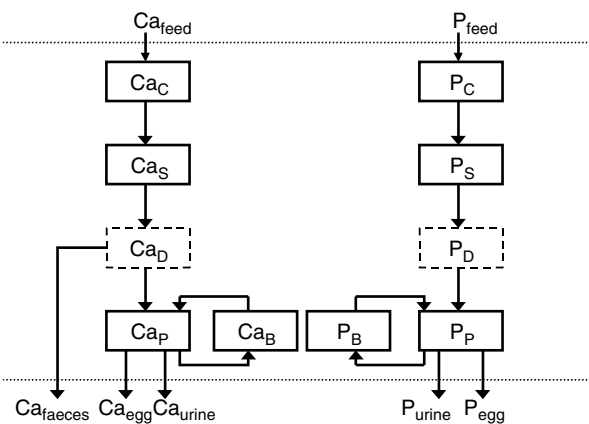 Ca_feed P_feed
Ca_C P_C
Ca_S P_S
Ca_D P_D
Ca_P Ca_B P_B P_P
Ca_faeces Ca_egg Ca_urine P_urine P_egg